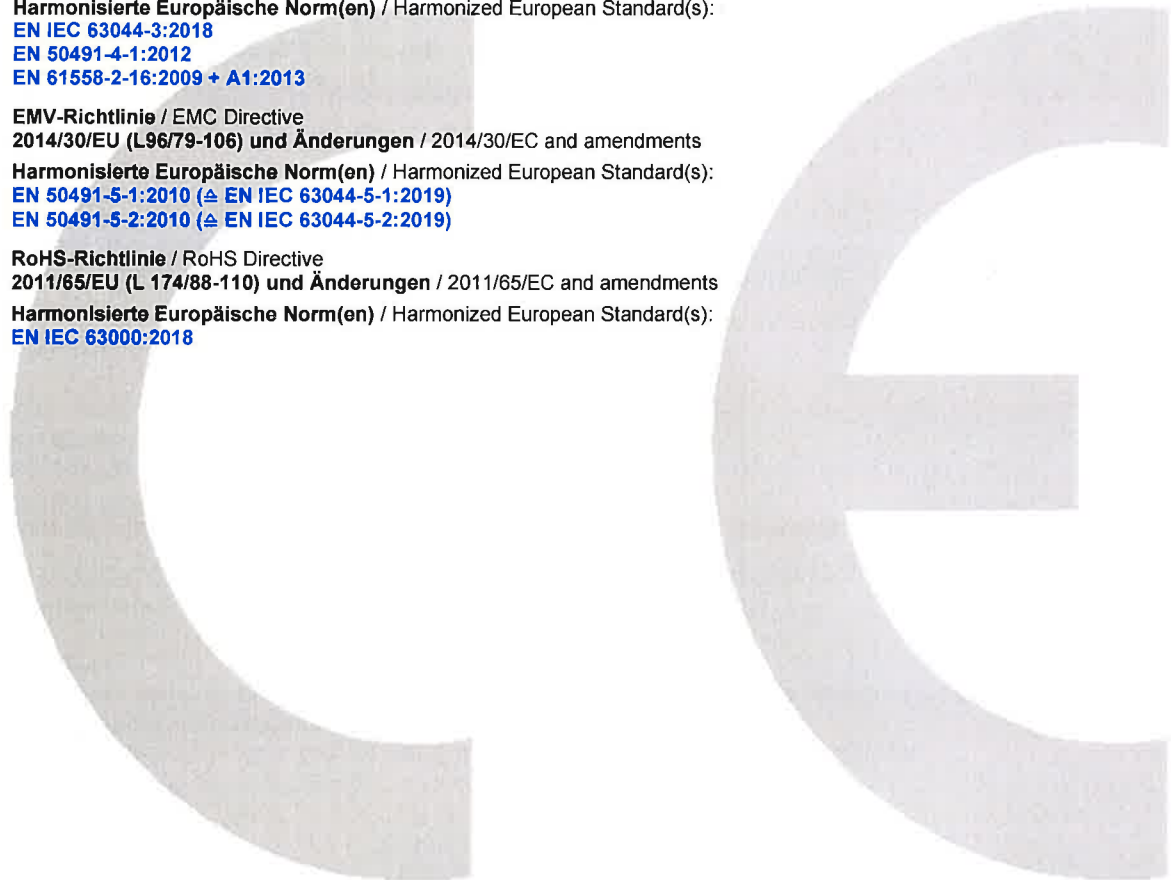 Harmonisierte Europäische Norm(en) / Harmonized European Standard(s):
EN IEC 63044-3:2018
EN 50491-4-1:2012
EN 61558-2-16:2009 + A1:2013
EMV-Richtlinie / EMC Directive
2014/30/EU (L96/79-106) und Änderungen / 2014/30/EC and amendments
Harmonisierte Europäische Norm(en) / Harmonized European Standard(s):
EN 50491-5-1:2010 (≙ EN IEC 63044-5-1:2019)
EN 50491-5-2:2010 (≙ EN IEC 63044-5-2:2019)
RoHS-Richtlinie / RoHS Directive
2011/65/EU (L 174/88-110) und Änderungen / 2011/65/EC and amendments
Harmonisierte Europäische Norm(en) / Harmonized European Standard(s):
EN IEC 63000:2018
CE